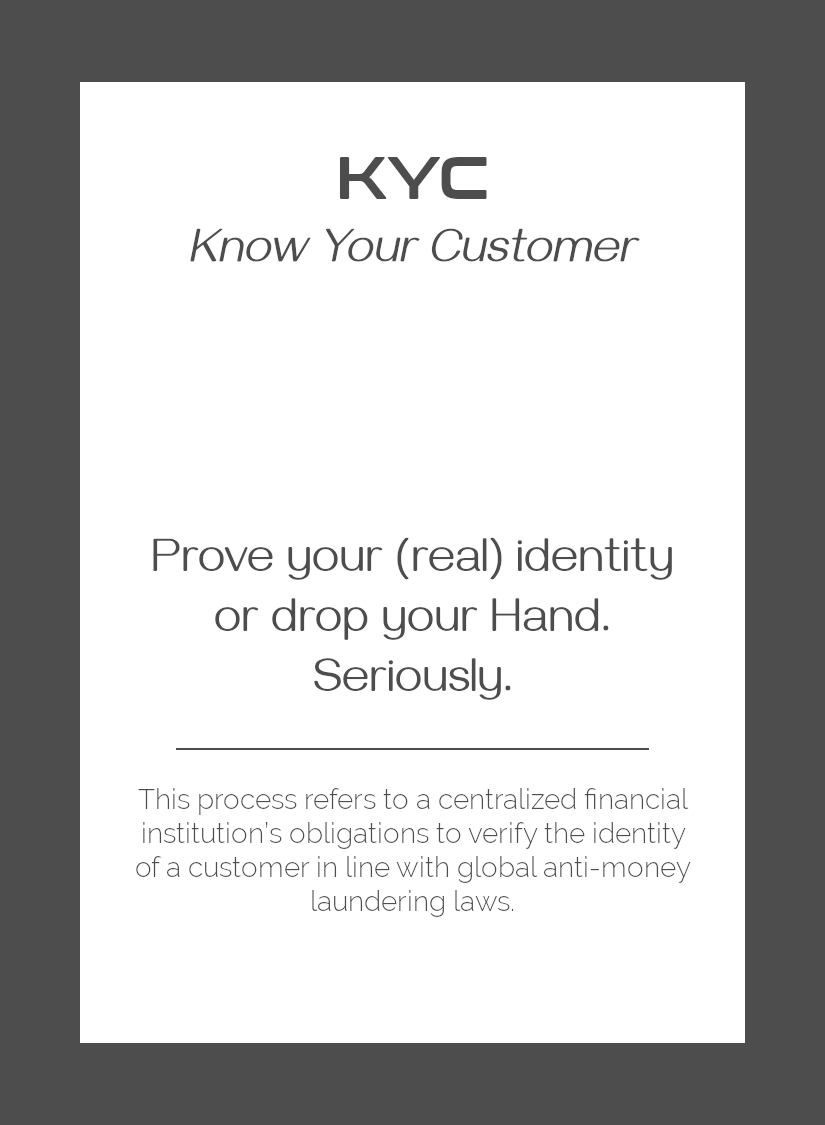 KYC
Know Your Customer
Prove your (real) identity
or drop your Hand.
Seriously.
This process refers to a centralized financial
institution's obligations to verify the identity
of a customer in line with global anti-money
laundering laws.